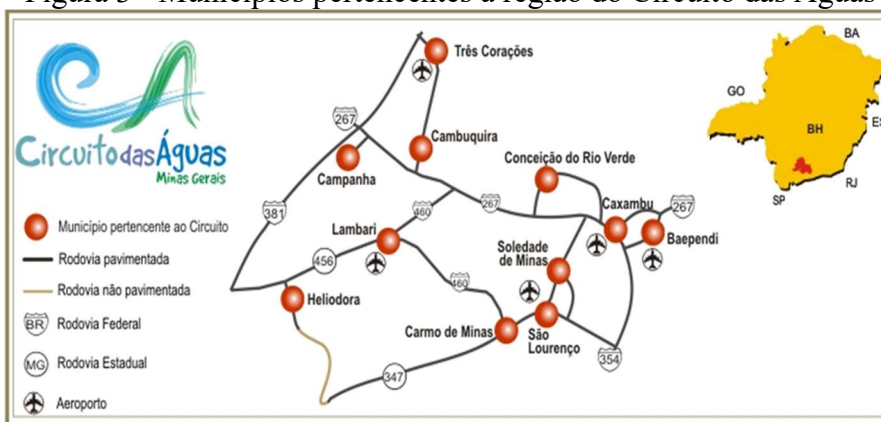 Figura 3 - Municípios pertencentes à região do Circuito das Águas
Circuito das Águas
Minas Gerais
Município pertencente ao Circuito
Rodovia pavimentada
Rodovia não pavimentada
BR Rodovia Federal
MG Rodovia Estadual
Aeroporto
Três Corações
267
Cambuquira
Campanha
Conceição do Rio Verde
381
460
267
Caxambu
267
Lambari
Baependi
456
Soledade
de Minas
460
Heliodora
Carmo de Minas
São
Lourenço
354
347
BA
GO
ES
BH
RJ
SP